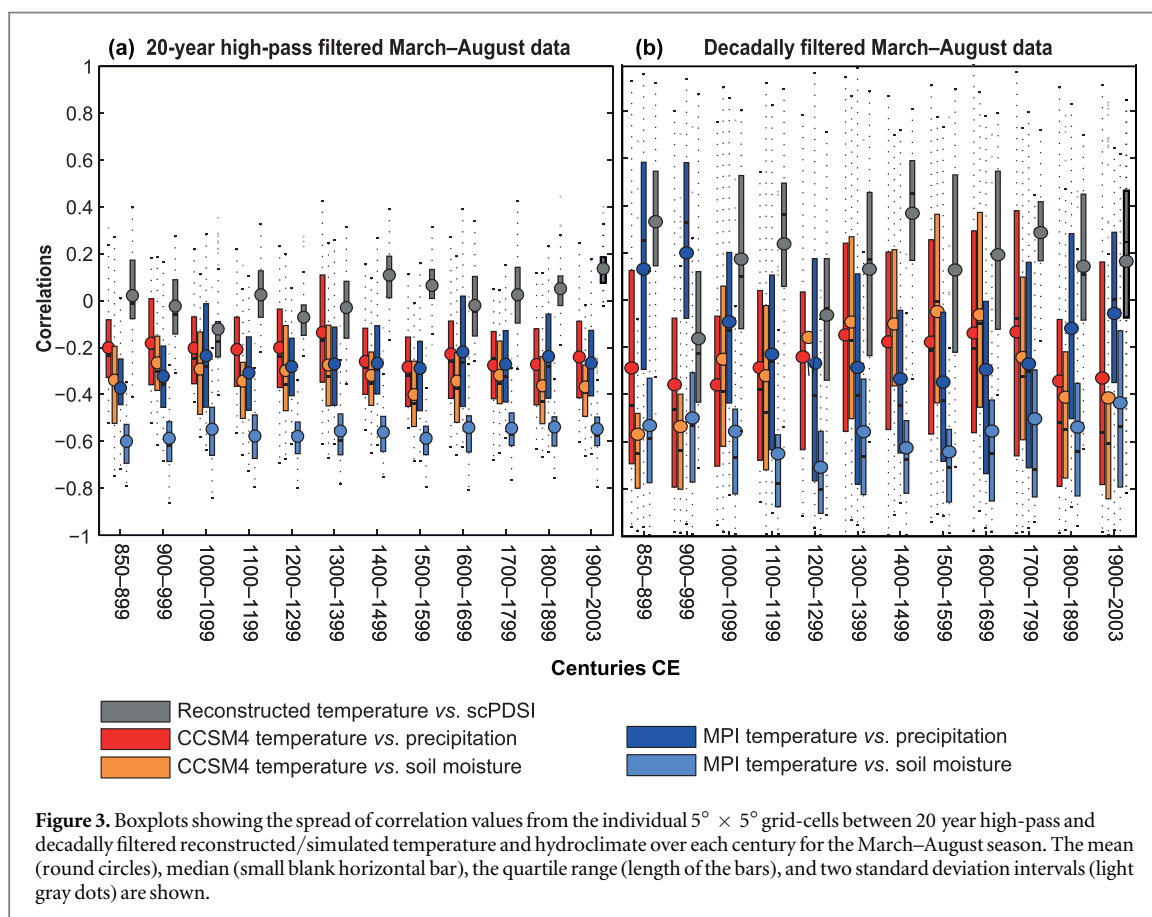 (a) 20-year high-pass filtered March–August data
(b) Decadally filtered March–August data
Correlations
1
0.8
0.6
0.4
0.2
0
−0.2
−0.4
−0.6
−0.8
−1
850–899
900–999
1000–1099
1100–1199
1200–1299
1300–1399
1400–1499
1500–1599
1600–1699
1700–1799
1800–1899
1900–2003
850–899
900–999
1000–1099
1100–1199
1200–1299
1300–1399
1400–1499
1500–1599
1600–1699
1700–1799
1800–1899
1900–2003
Centuries CE
Reconstructed temperature vs. scPDSI
CCSM4 temperature vs. precipitation
CCSM4 temperature vs. soil moisture
MPI temperature vs. precipitation
MPI temperature vs. soil moisture
Figure 3. Boxplots showing the spread of correlation values from the individual 5° × 5° grid-cells between 20 year high-pass and
decadally filtered reconstructed/simulated temperature and hydroclimate over each century for the March–August season. The mean
(round circles), median (small blank horizontal bar), the quartile range (length of the bars), and two standard deviation intervals (light
gray dots) are shown.